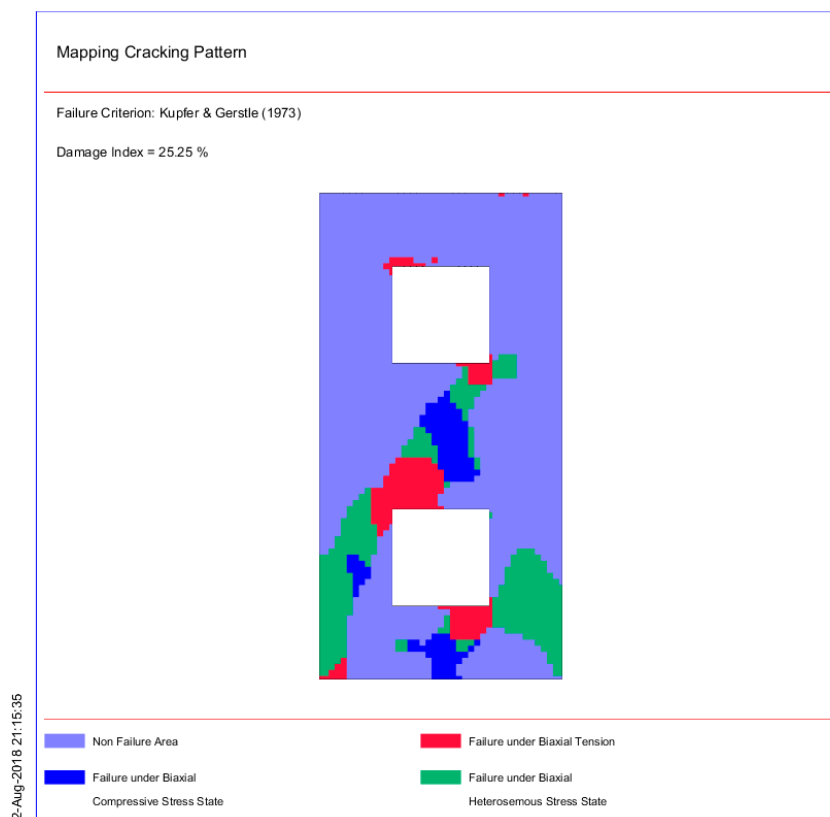 Mapping Cracking Pattern
Failure Criterion: Kupfer & Gerstle (1973)
Damage Index = 25.25 %
2-Aug-2018 21:15:35
Non Failure Area
Failure under Biaxial Tension
Failure under Biaxial
Compressive Stress State
Failure under Biaxial
Heterosemous Stress State